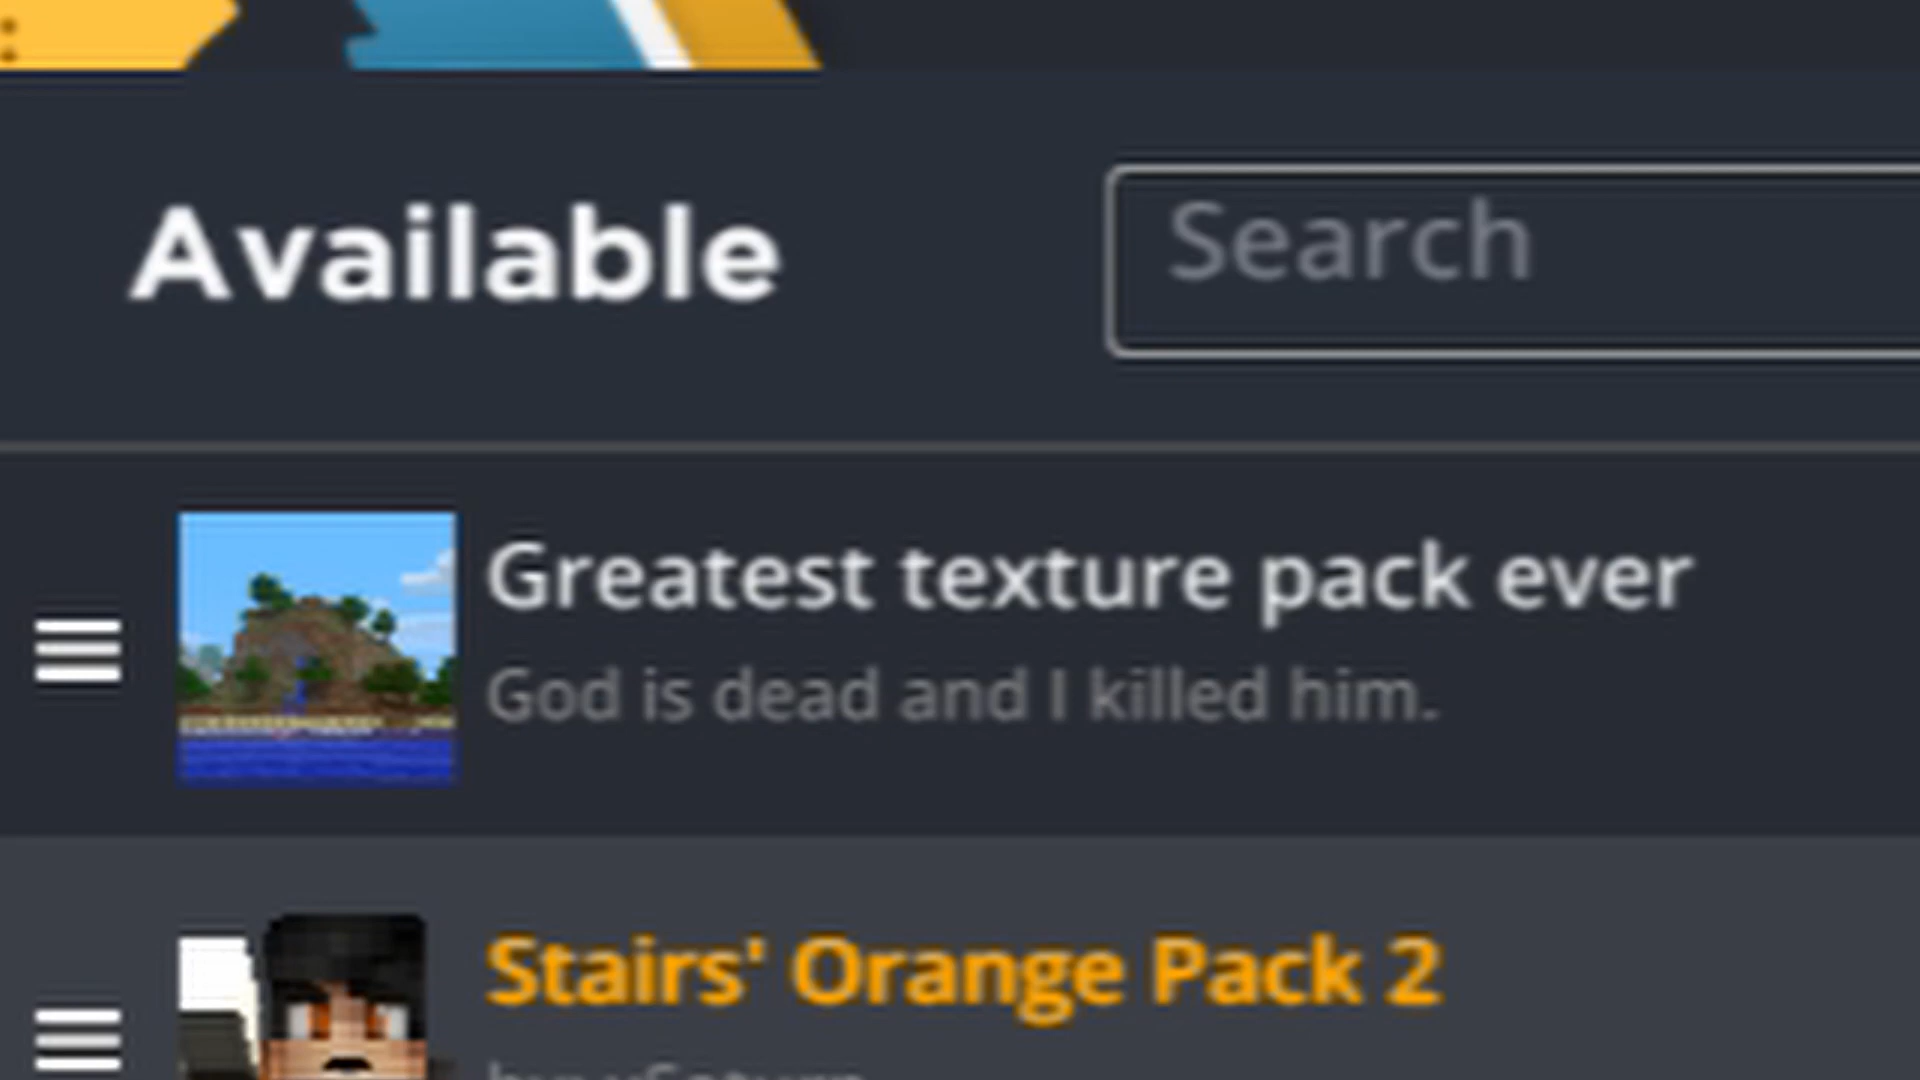 Available
Search
Greatest texture pack ever
God is dead and I killed him.
Stairs' Orange Pack 2